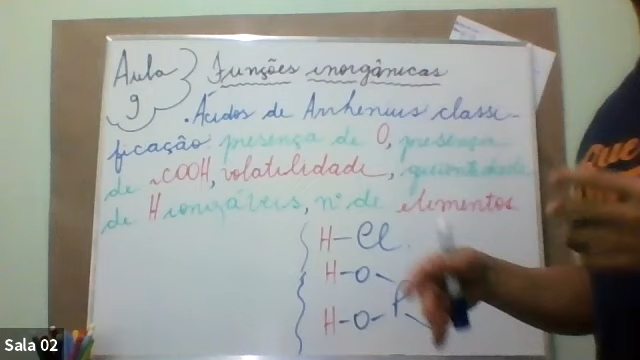 Aula
9
Funções inorgânicas
. Ácidos de Arrhenius classi-
ficação presença de O, presença
de COOH, volatilidade, quantidade
de H ionizáveis, nº de elementos
H-Cl
H-O-
H-O-P-
QUE
Sala 02